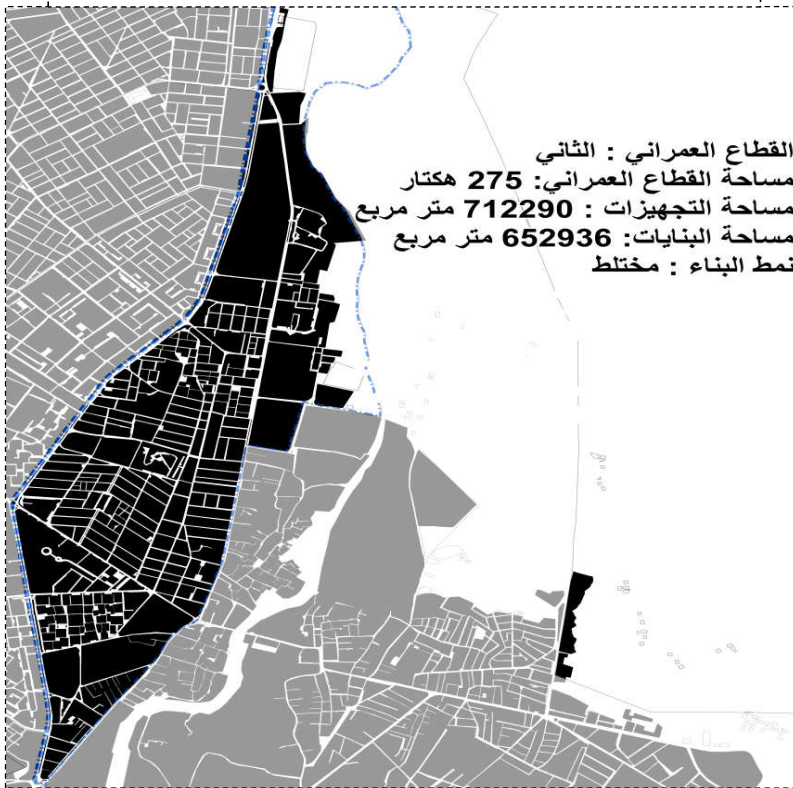 القطاع العمراني : الثاني
مساحة القطاع العمراني: 275 هكتار
مساحة التجهيزات : 712290 متر مربع
مساحة البنايات: 652936 متر مربع
نمط البناء : مختلط